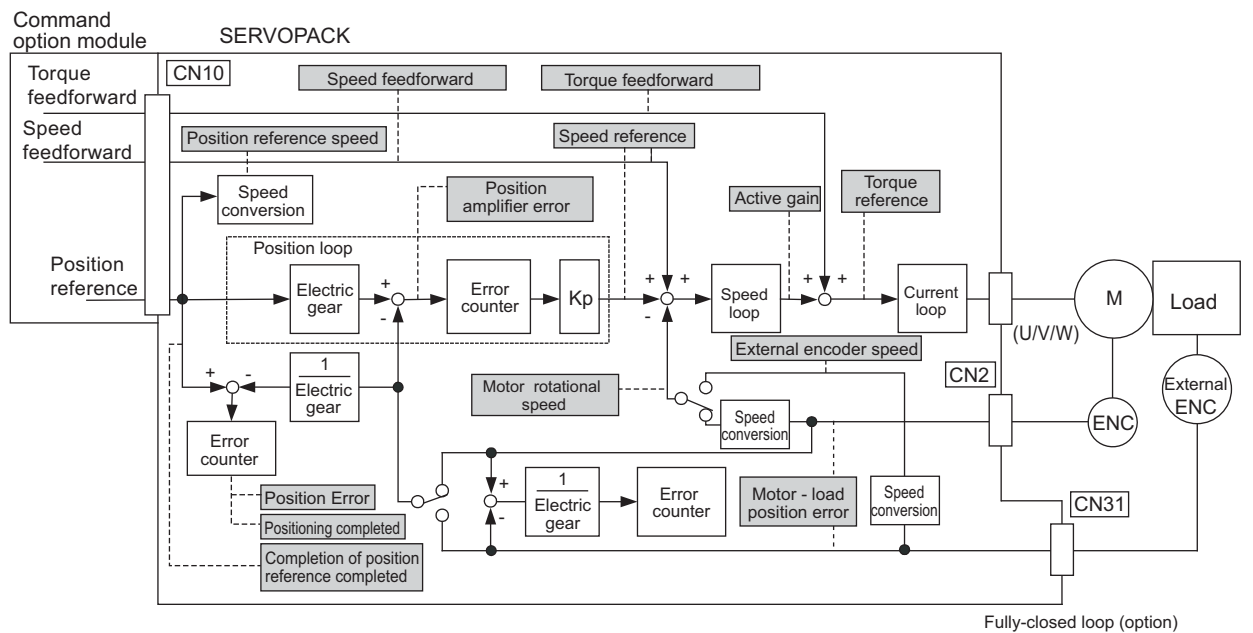 Command
option module
SERVOPACK
CN10
Torque
feedforward
Speed feedforward
Torque feedforward
Speed
feedforward
Position reference speed
Speed reference
Speed
conversion
Position
amplifier error
Active gain
Torque
reference
Position loop
Position
reference
Electric
gear
+
-
Error
counter
Kp
+
+
-
Speed
loop
+
+
Current
loop
(U/V/W)
M
Load
+
-
1
Electric
gear
Motor rotational
speed
External encoder speed
CN2
External
ENC
Speed
conversion
ENC
Error
counter
Position Error
Positioning completed
Completion of position
reference completed
+
-
1
Electric
gear
Error
counter
Motor - load
position error
Speed
conversion
CN31
Fully-closed loop (option)